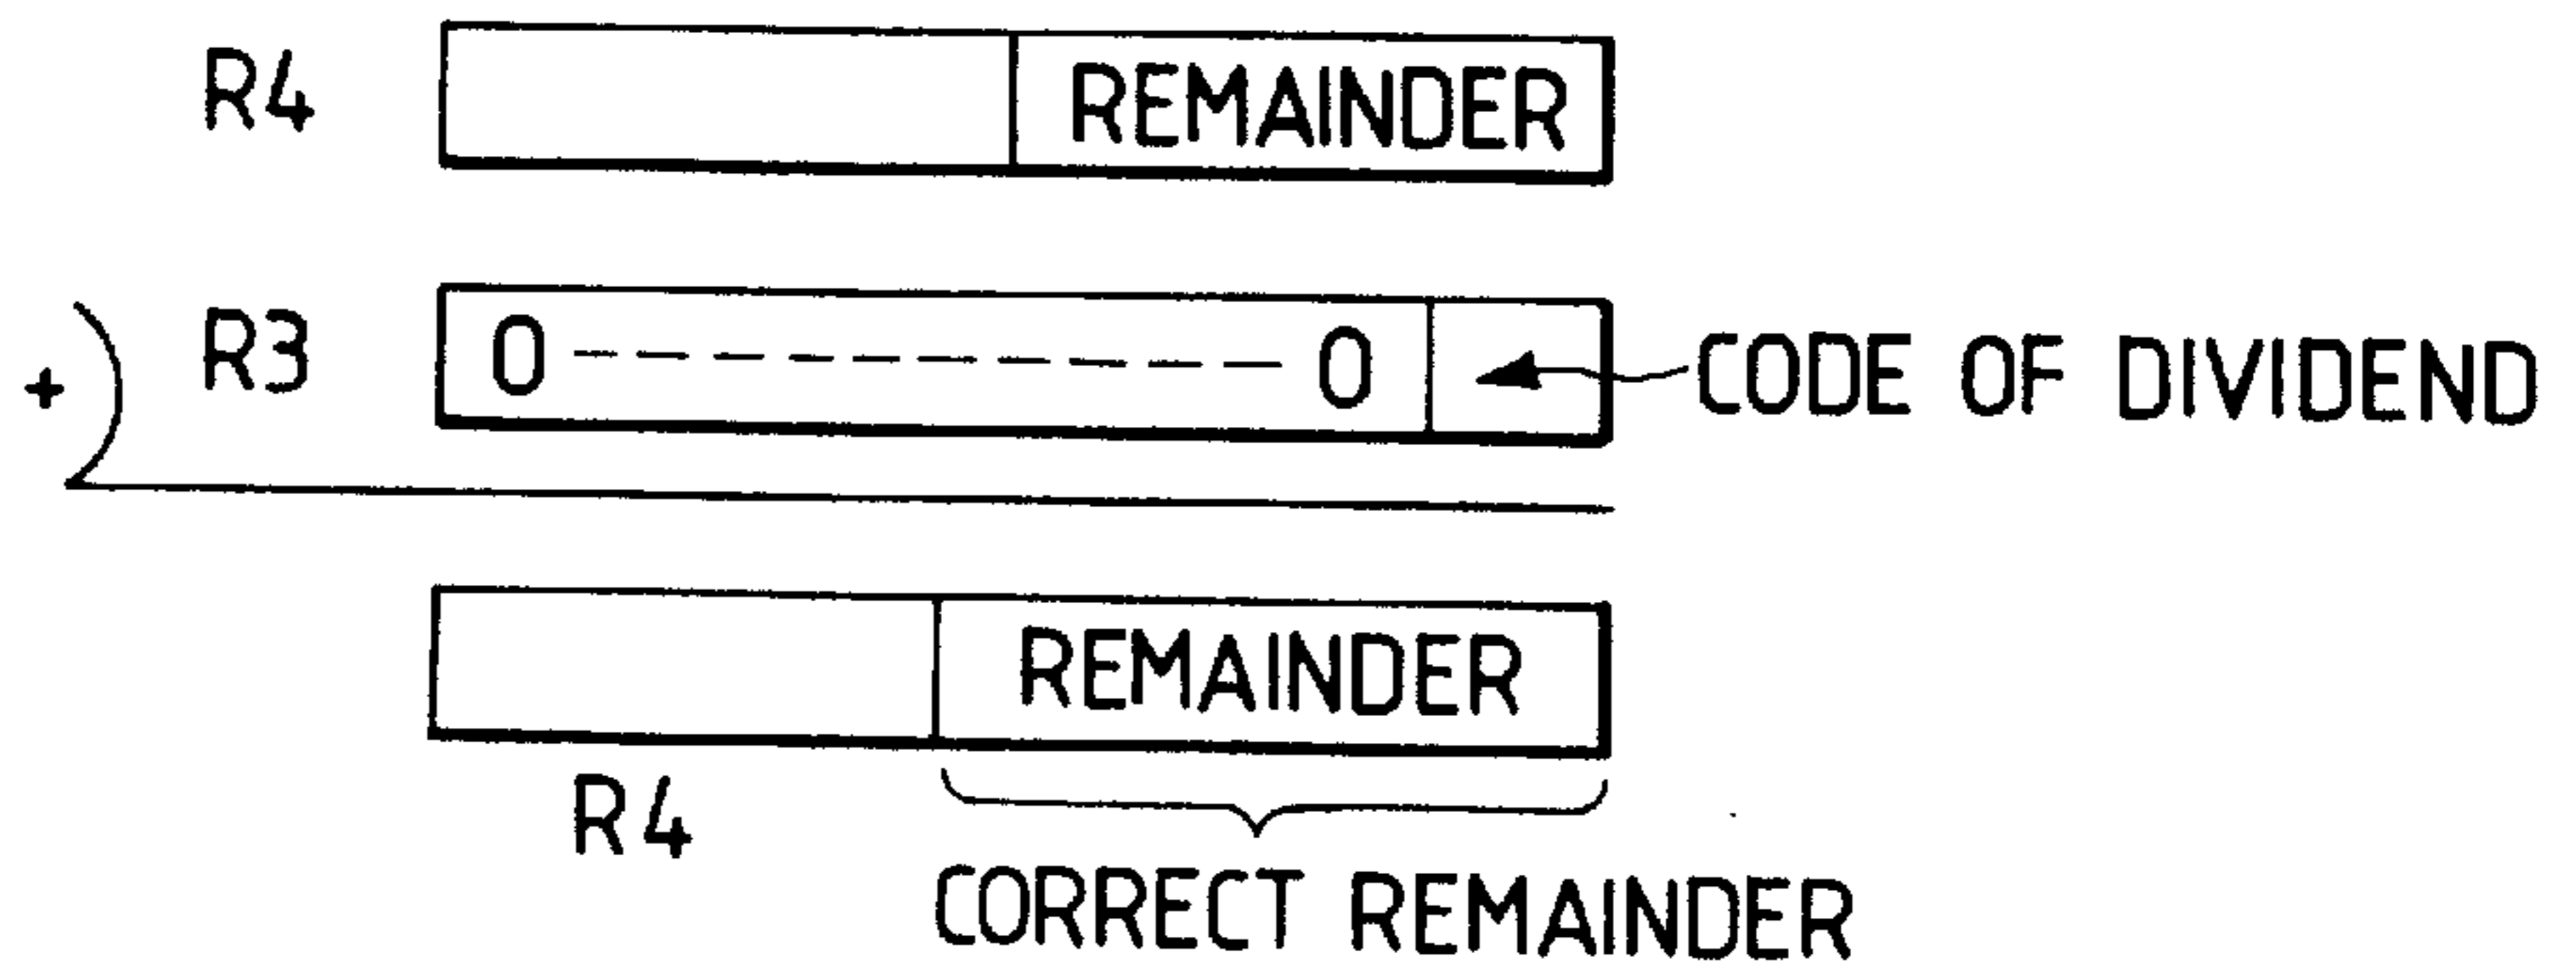 R4 REMAINDER
+ R3 0 ---------- 0 CODE OF DIVIDEND
REMAINDER
R4
CORRECT REMAINDER